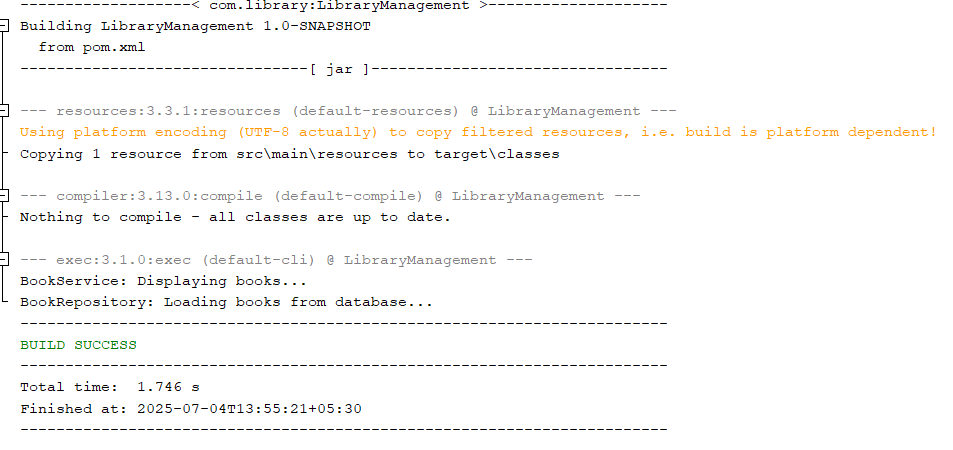 -------------------< com.library:LibraryManagement >--------------------
Building LibraryManagement 1.0-SNAPSHOT
  from pom.xml
--------------------------------[ jar ]---------------------------------
--- resources:3.3.1:resources (default-resources) @ LibraryManagement ---
Using platform encoding (UTF-8 actually) to copy filtered resources, i.e. build is platform dependent!
Copying 1 resource from src\main\resources to target\classes
--- compiler:3.13.0:compile (default-compile) @ LibraryManagement ---
Nothing to compile - all classes are up to date.
--- exec:3.1.0:exec (default-cli) @ LibraryManagement ---
BookService: Displaying books...
BookRepository: Loading books from database...
------------------------------------------------------------------------
BUILD SUCCESS
------------------------------------------------------------------------
Total time:  1.746 s
Finished at: 2025-07-04T13:55:21+05:30
------------------------------------------------------------------------